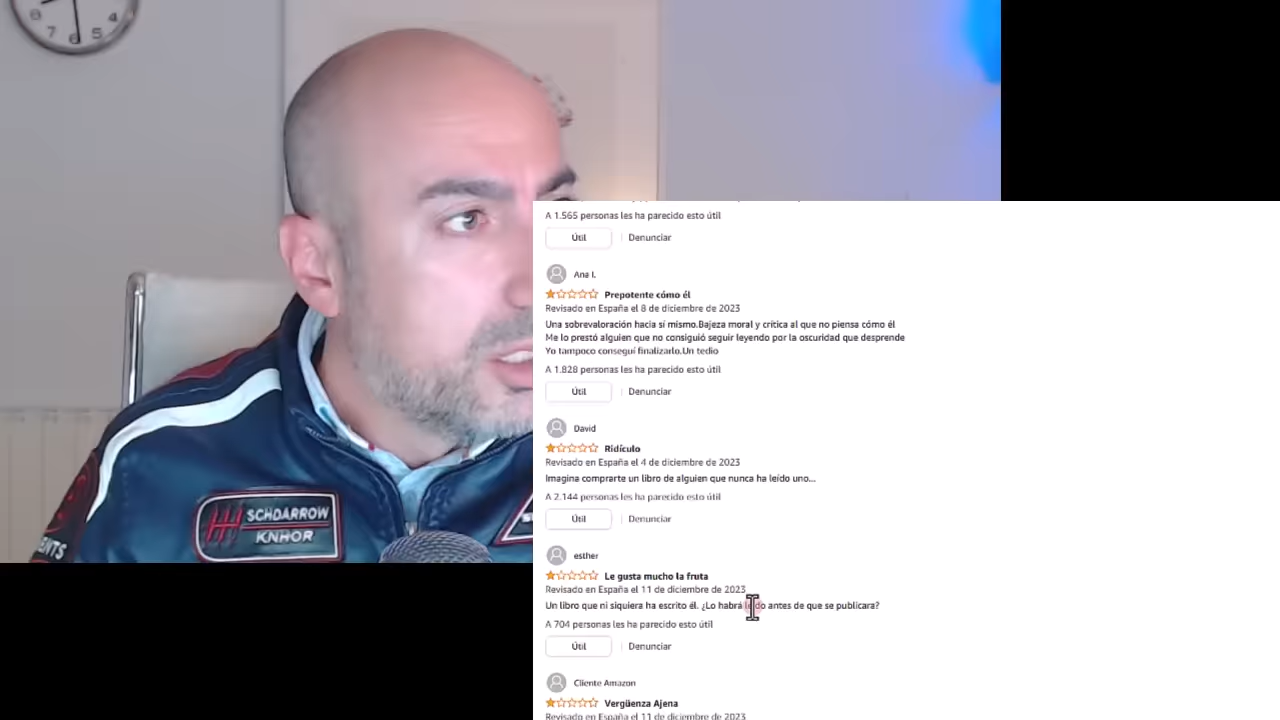 8
4
7
6
5
SCHDARROW
KNHOR
ENTS
A 1.565 personas les ha parecido esto útil
Útil
Denunciar
Ana I.
Prepotente cómo él
Revisado en España el 8 de diciembre de 2023
Una sobrevaloración hacia sí mismo.Bajeza moral y crítica al que no piensa cómo él
Me lo prestó alguien que no consiguió seguir leyendo por la oscuridad que desprende
Yo tampoco conseguí finalizarlo.Un tedio
A 1.828 personas les ha parecido esto útil
Útil
Denunciar
David
Ridículo
Revisado en España el 4 de diciembre de 2023
Imagina comprarte un libro de alguien que nunca ha leído uno...
A 2.144 personas les ha parecido esto útil
Útil
Denunciar
esther
Le gusta mucho la fruta
Revisado en España el 11 de diciembre de 2023
Un libro que ni siquiera ha escrito él. ¿Lo habrá antes de que se publicara?
A 704 personas les ha parecido esto útil
Útil
Denunciar
Cliente Amazon
Vergüenza Ajena
Revisado en España el 11 de diciembre de 2023